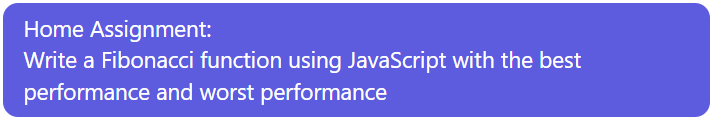 Home Assignment:
Write a Fibonacci function using JavaScript with the best
performance and worst performance